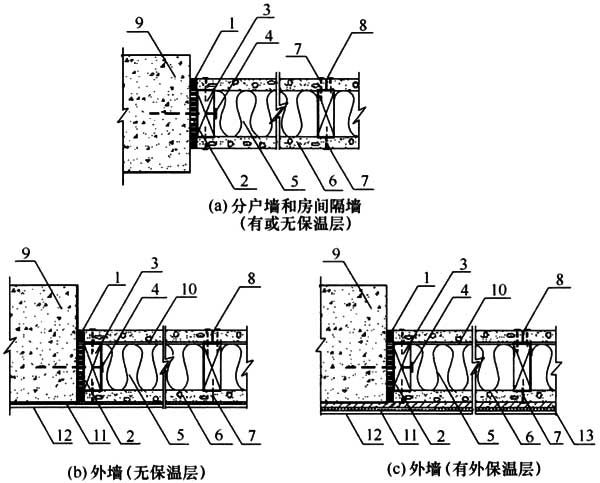 9 1 3 4 7 8
2 5 6 7
(a) 分户墙和房间隔墙
(有或无保温层)
9 1 3 4 10 8
12 11 2 5 6 7
(b) 外墙(无保温层)
9 1 3 4 10 8
12 11 2 5 6 7 13
(c) 外墙(有外保温层)